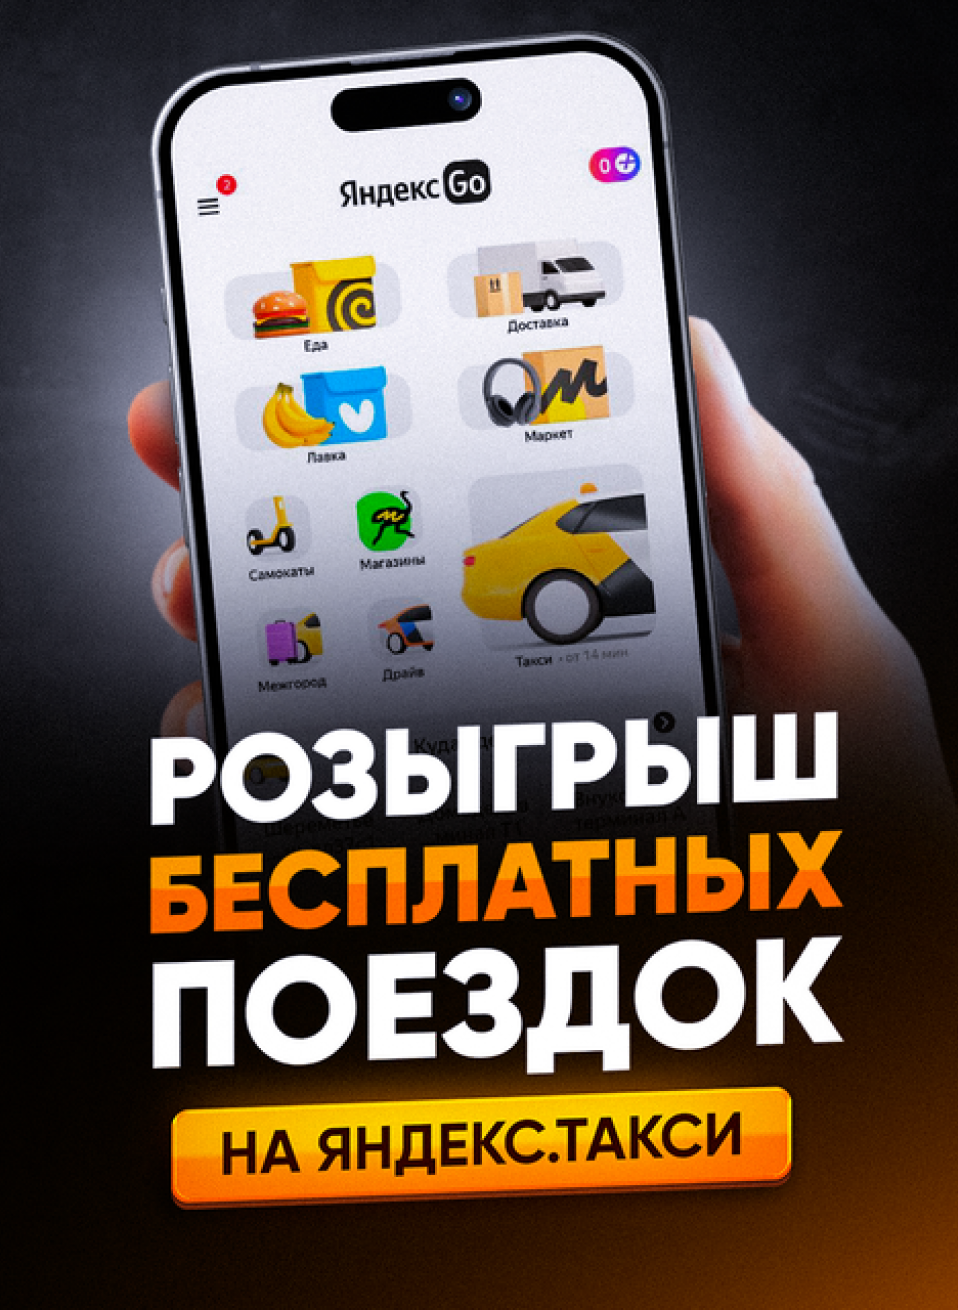 2
Яндекс Go
0
Еда
Доставка
Лавка
Маркет
Самокаты
Магазины
Межгород
Драйв
Такси • от 14 мин
РОЗЫГРЫШ
БЕСПЛАТНЫХ
ПОЕЗДОК
НА ЯНДЕКС.ТАКСИ